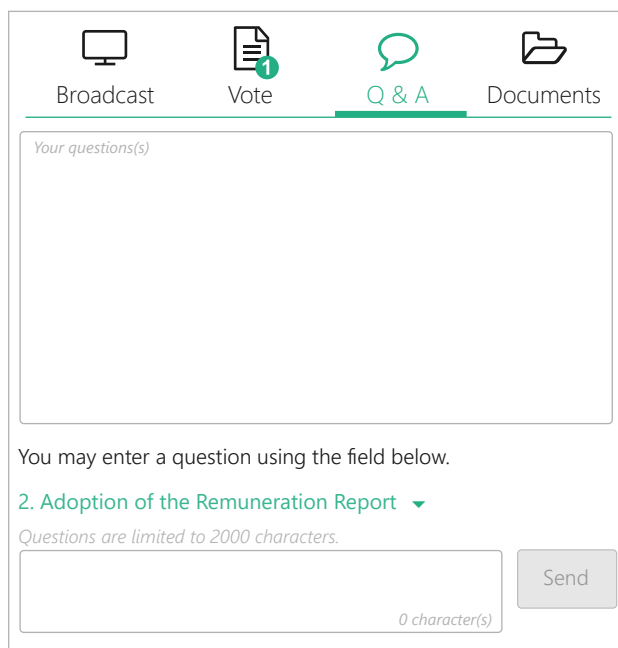 1
Broadcast Vote Q & A Documents
Your questions(s)
You may enter a question using the field below.
2. Adoption of the Remuneration Report
Questions are limited to 2000 characters.
Send
0 character(s)